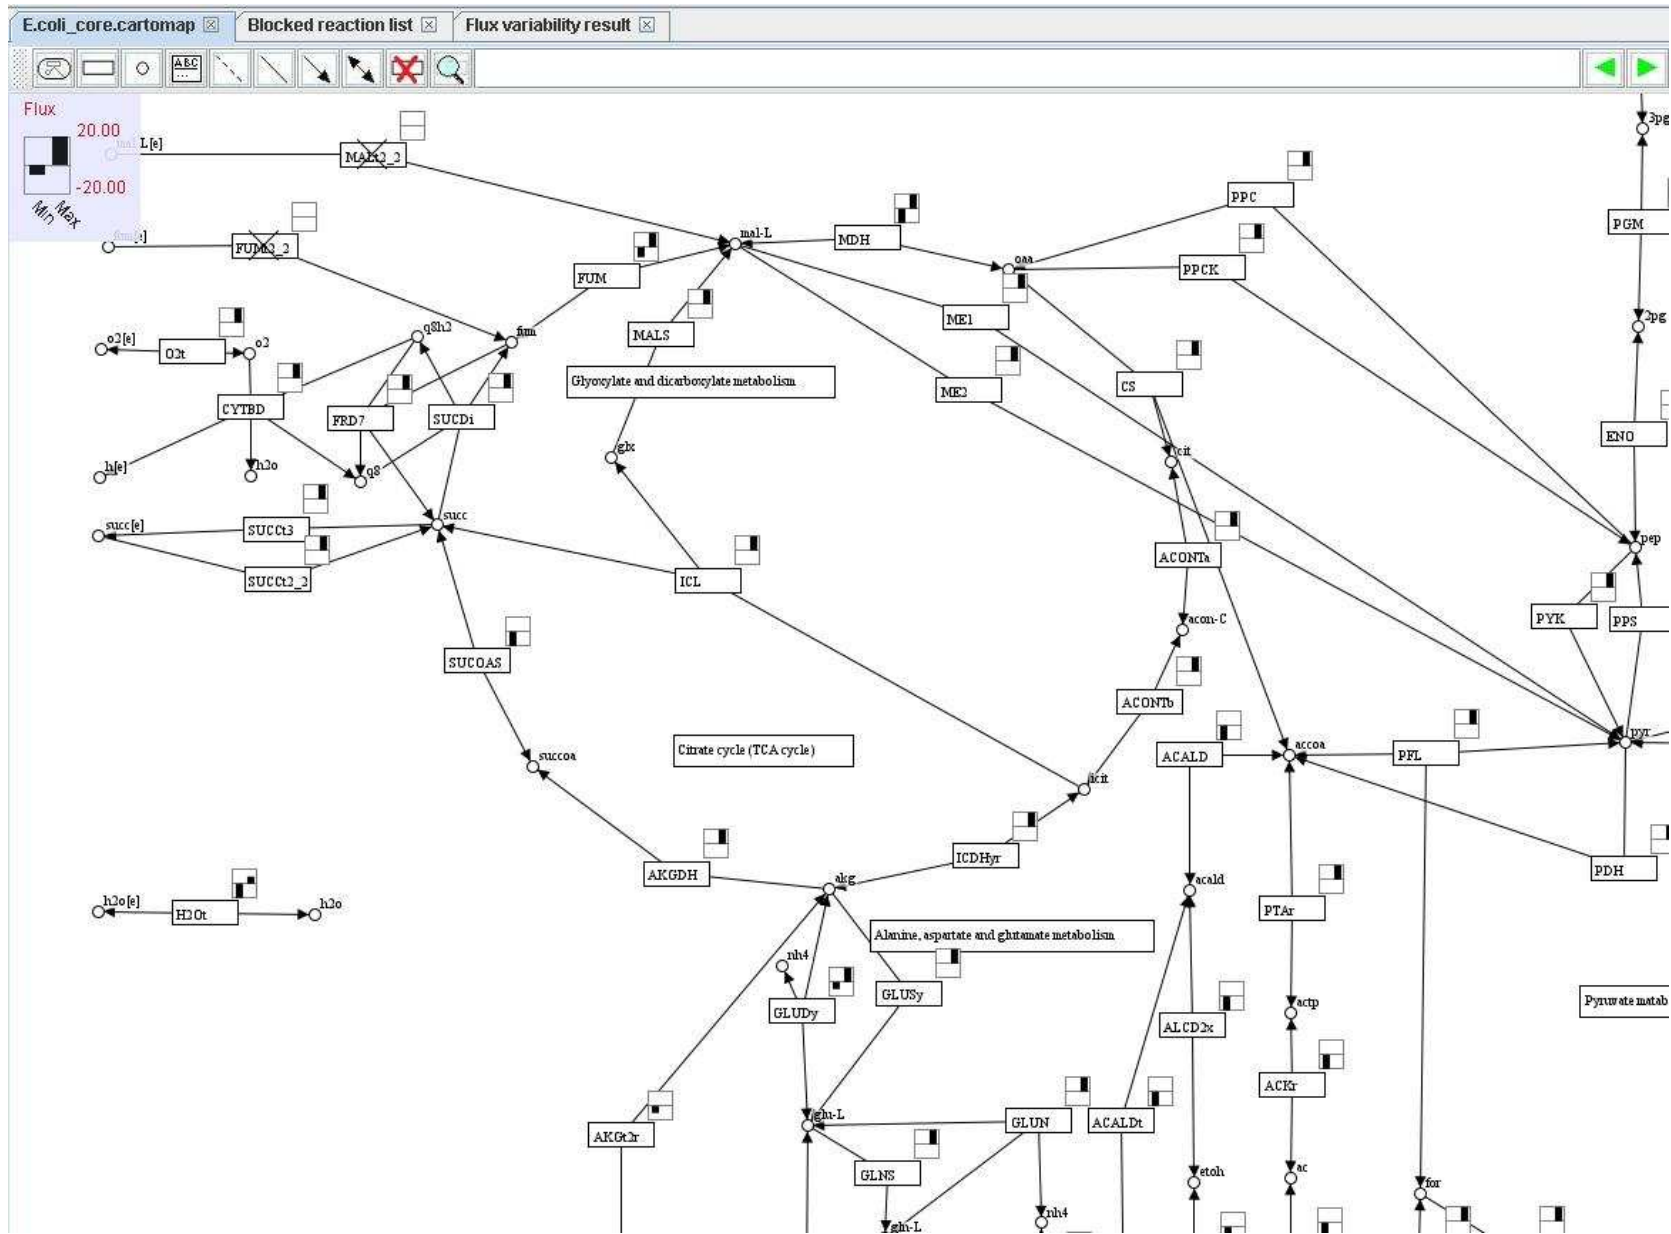 E.coli_core.cartomap
Blocked reaction list
Flux variability result
ABC
...
Flux
20.00
-20.00
Min
Max
L[e]
MALt2_2
FUMt2_2
mal-L
MDH
FUM
MALS
oaa
PPC
PPCK
3pg
PGM
2pg
ENO
ME1
ME2
CS
o2[e]
O2t
o2
q8h2
fum
CYTBD
FRD7
SUCDi
Glyoxylate and dicarboxylate metabolism
glx
cit
h[e]
h2o
q8
succ[e]
SUCCt3
succ
SUCCt2_2
ICL
ACONTa
pep
PYK
PPS
acon-C
SUCOAS
ACONTb
Citrate cycle (TCA cycle)
succoa
icit
ACALD
accoa
PFL
pyr
ICDHyr
AKGDH
akg
PDH
acald
PTAr
h2o[e]
H2Ot
h2o
Alanine, aspartate and glutamate metabolism
nh4
GLUDy
GLUSy
ALCD2x
actp
Pyruvate matab
ACKr
AKGt2r
glu-L
GLUN
ACALDt
GLNS
etoh
ac
for
gln-L
nh4